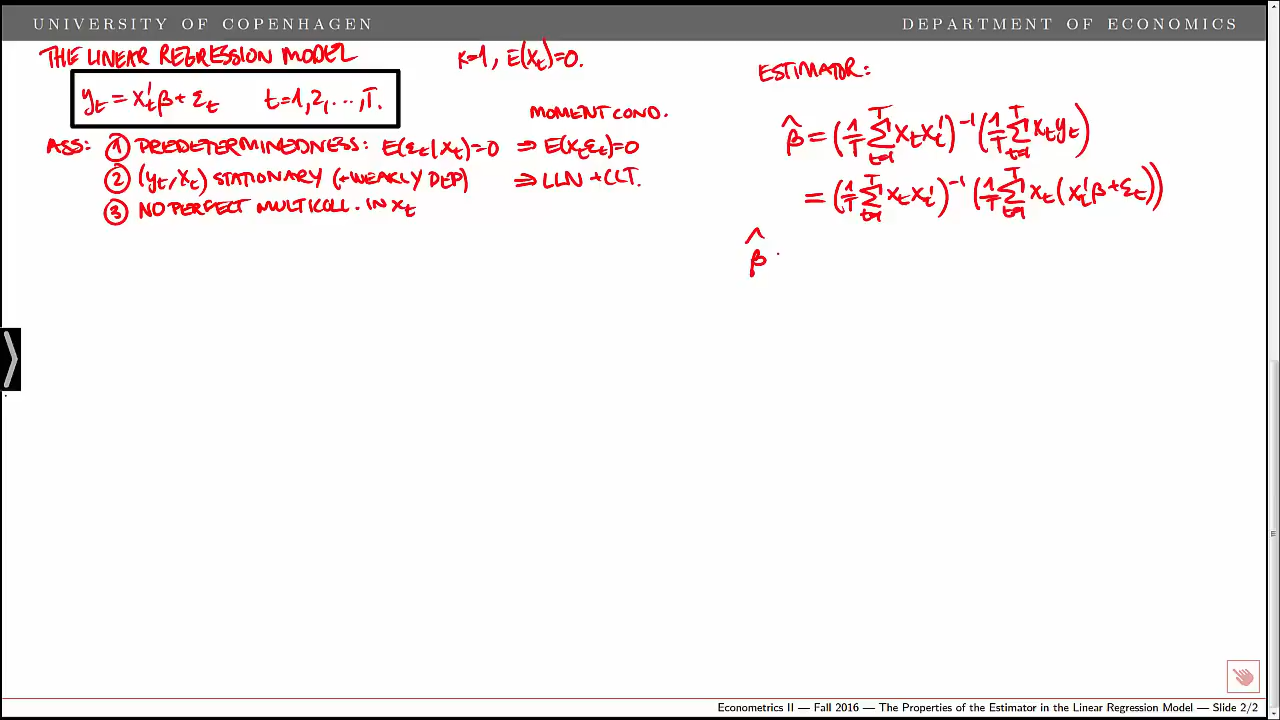 UNIVERSITY OF COPENHAGEN
DEPARTMENT OF ECONOMICS
THE LINEAR REGRESSION MODEL
K=1, E(x_t)=0.
y_t = x_t'β + ε_t t=1,2,...,T.
MOMENT COND.
ASS: ① PREDETERMINEDNESS: E(ε_t|x_t)=0 ⇒ E(x_tε_t)=0
② (y_t,x_t) STATIONARY (+WEAKLY DEP) ⇒ LLN + CLT.
③ NO PERFECT MULTICOLL. IN x_t
ESTIMATOR:
β̂ = (1/T ∑_{t=1}^T x_t x_t')^{-1} (1/T ∑_{t=1}^T x_t y_t)
= (1/T ∑_{t=1}^T x_t x_t')^{-1} (1/T ∑_{t=1}^T x_t (x_t'β + ε_t))
β̂
Econometrics II — Fall 2016 — The Properties of the Estimator in the Linear Regression Model — Slide 2/2